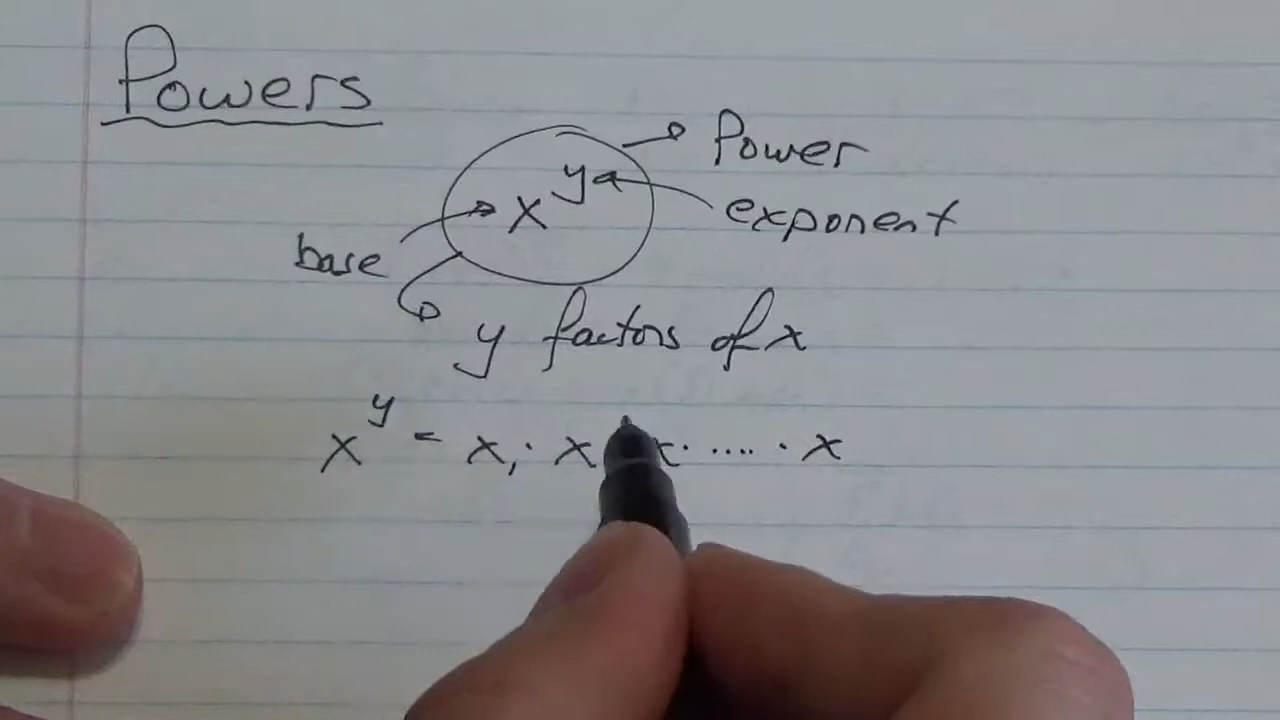 Powers
Power
x^y
exponent
base
y factors of x
x^y = x · x x · .... · x